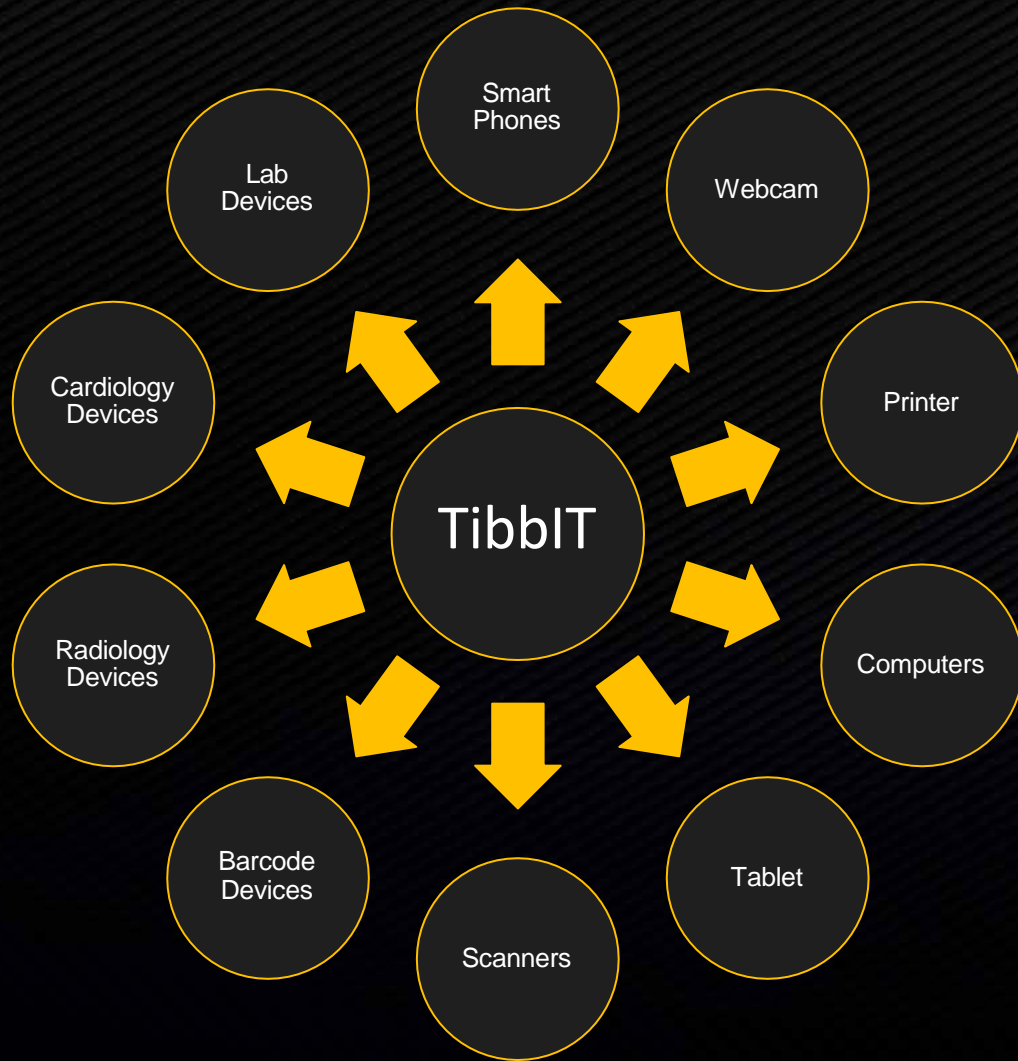 Smart
Phones
Webcam
Printer
Computers
Tablet
Scanners
Barcode
Devices
Radiology
Devices
Cardiology
Devices
Lab
Devices
TibbIT